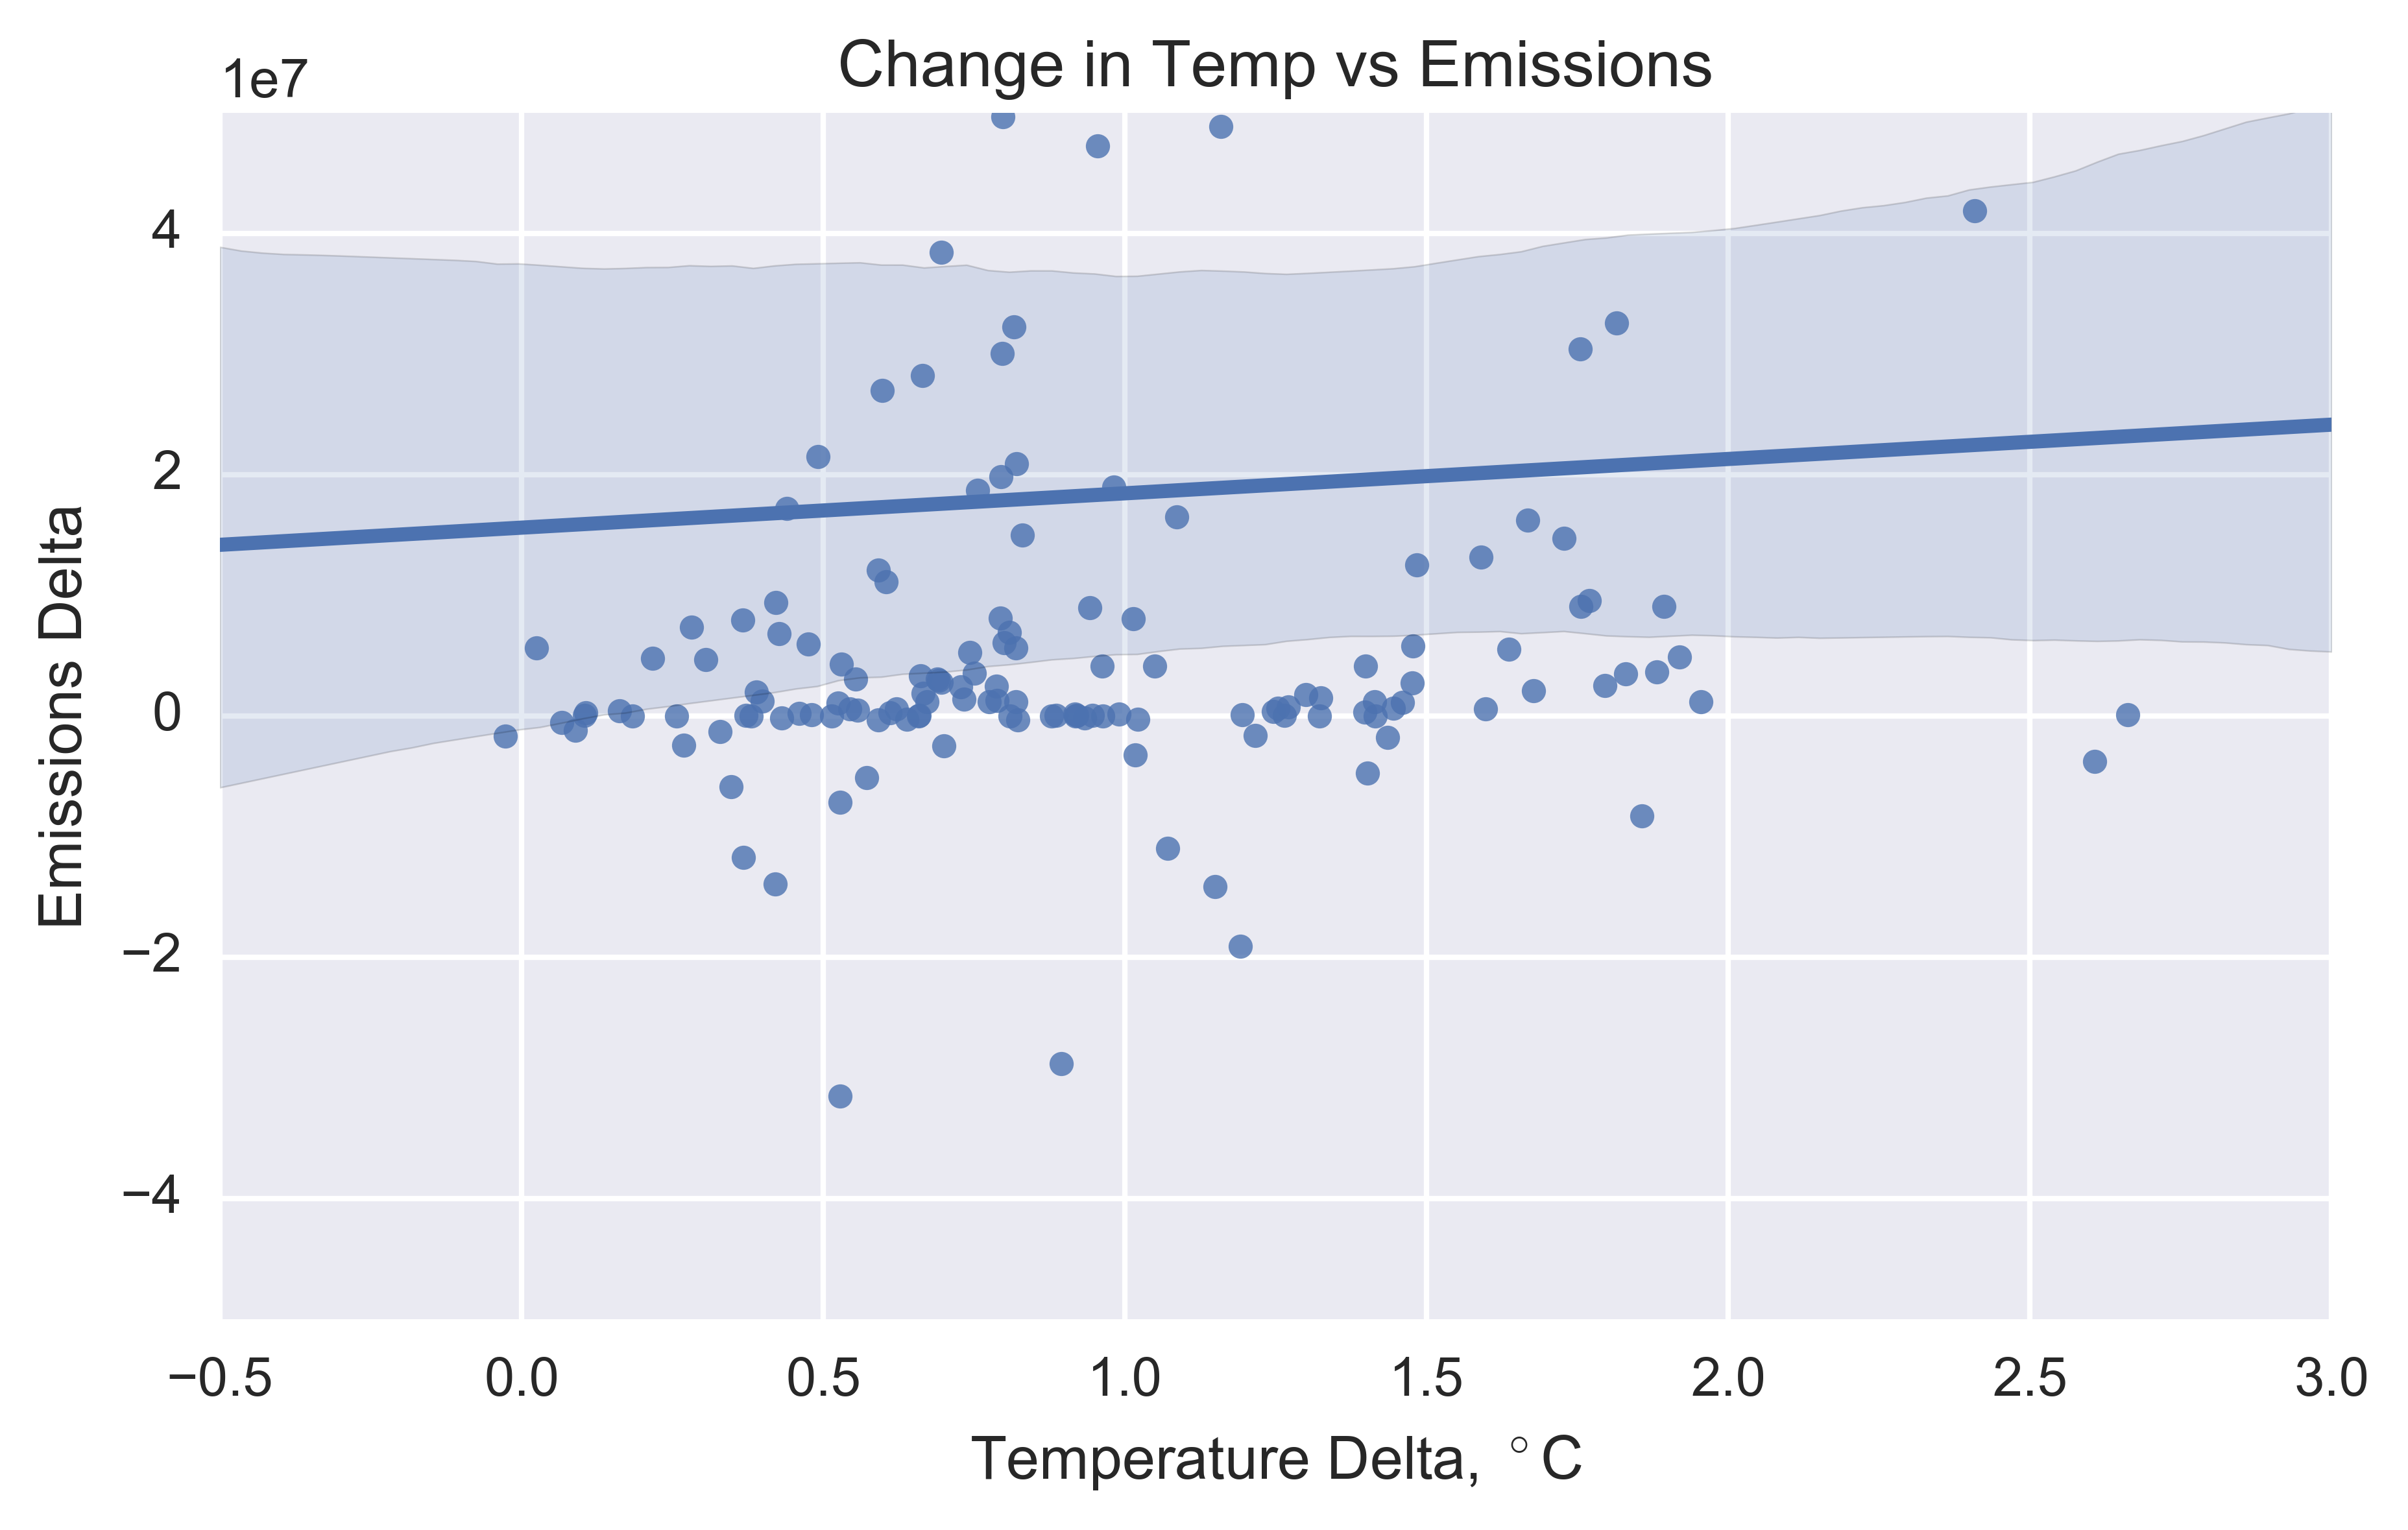 Change in Temp vs Emissions
1e7
4
2
0
−2
−4
Emissions Delta
−0.5 0.0 0.5 1.0 1.5 2.0 2.5 3.0
Temperature Delta, °C